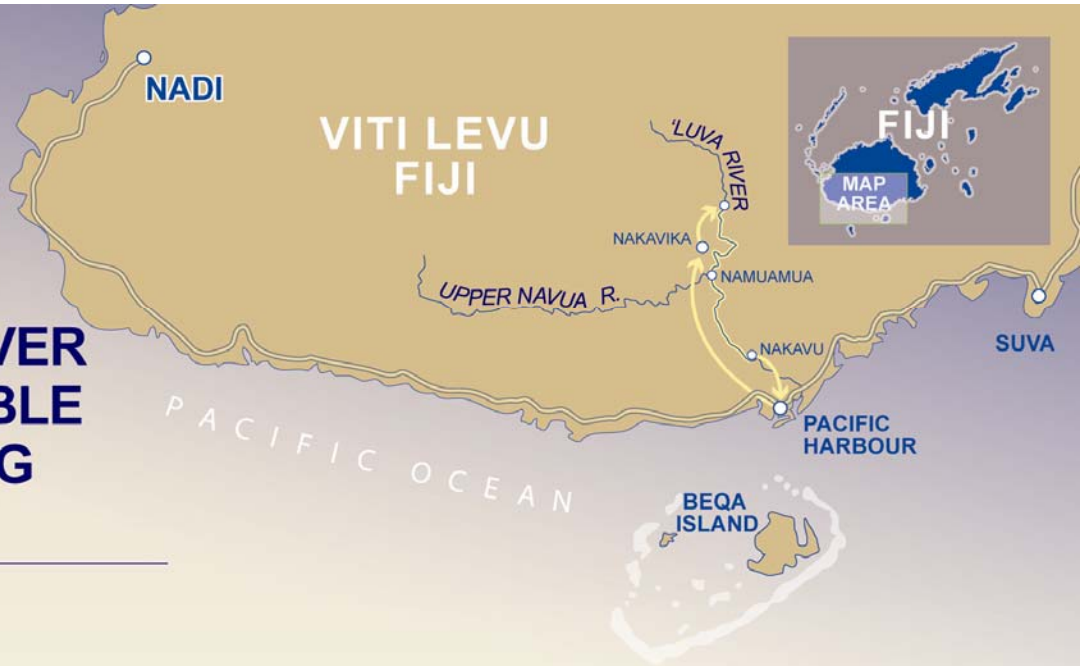 NADI
VITI LEVU
FIJI
'LUVA RIVER
NAKAVIKA
NAMUAMUA
UPPER NAVUA R.
NAKAVU
PACIFIC
HARBOUR
SUVA
PACIFIC OCEAN
BEQA
ISLAND
FIJI
MAP
AREA
VER
BLE
G